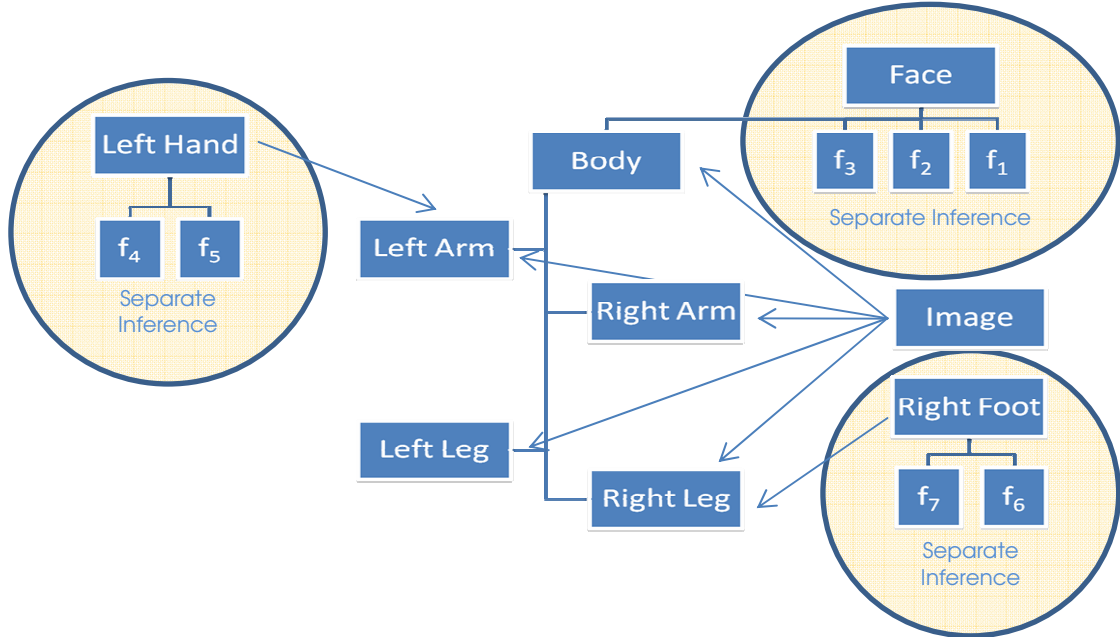 Face
Left Hand
Body
f₃ f₂ f₁
Separate Inference
Left Arm
f₄ f₅
Separate
Inference
Right Arm
Image
Right Foot
Left Leg
Right Leg
f₇ f₆
Separate
Inference